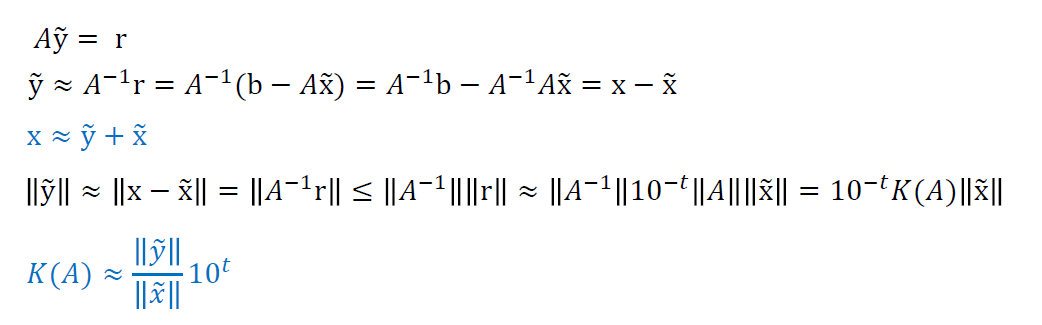 Aỹ = r
ỹ ≈ A⁻¹r = A⁻¹(b − Ax̃) = A⁻¹b − A⁻¹Ax̃ = x − x̃
x ≈ ỹ + x̃
‖ỹ‖ ≈ ‖x − x̃‖ = ‖A⁻¹r‖ ≤ ‖A⁻¹‖‖r‖ ≈ ‖A⁻¹‖10⁻ᵗ‖A‖‖x̃‖ = 10⁻ᵗK(A)‖x̃‖
K(A) ≈ ‖ỹ‖/‖x̃‖ 10ᵗ